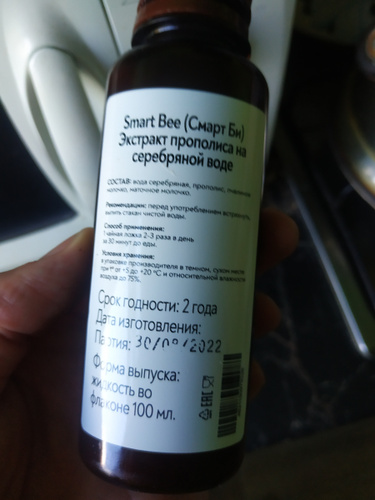 Smart Bee (Смарт Би)
Экстракт прополиса на
серебряной воде
СОСТАВ: вода серебряная, прополис, пчелиное
молочко, маточное молочко.
Рекомендации: перед употреблением встряхнуть,
выпить стакан чистой воды.
Способ применения:
1 чайная ложка 2-3 раза в день
за 30 минут до еды.
Условия хранения:
в упаковке производителя в темном, сухом месте
при t° от +5 до +20 °C и относительной влажности
воздуха до 75%.
Срок годности: 2 года
Дата изготовления:
Партия: 30/09/2022
Форма выпуска:
жидкость во
флаконе 100 мл.
EAC